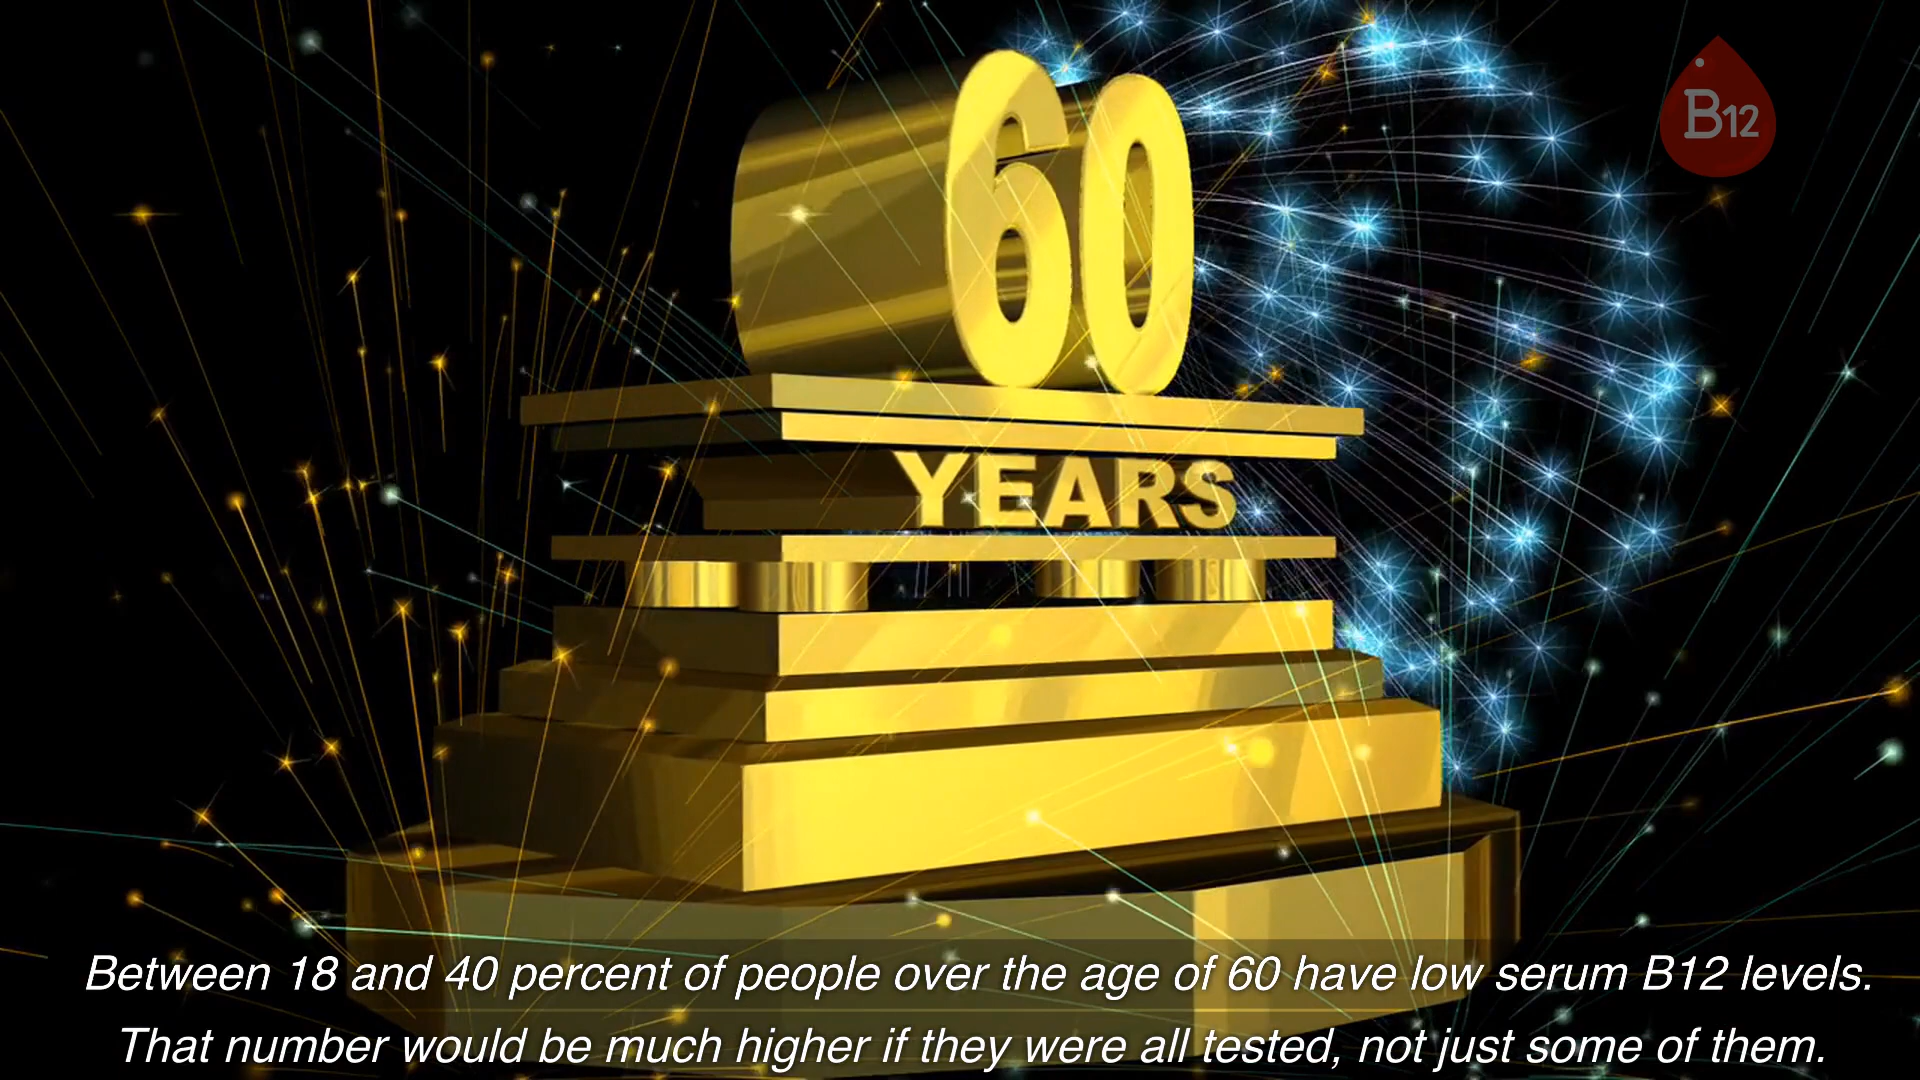 B12
60
YEARS
Between 18 and 40 percent of people over the age of 60 have low serum B12 levels.
That number would be much higher if they were all tested, not just some of them.